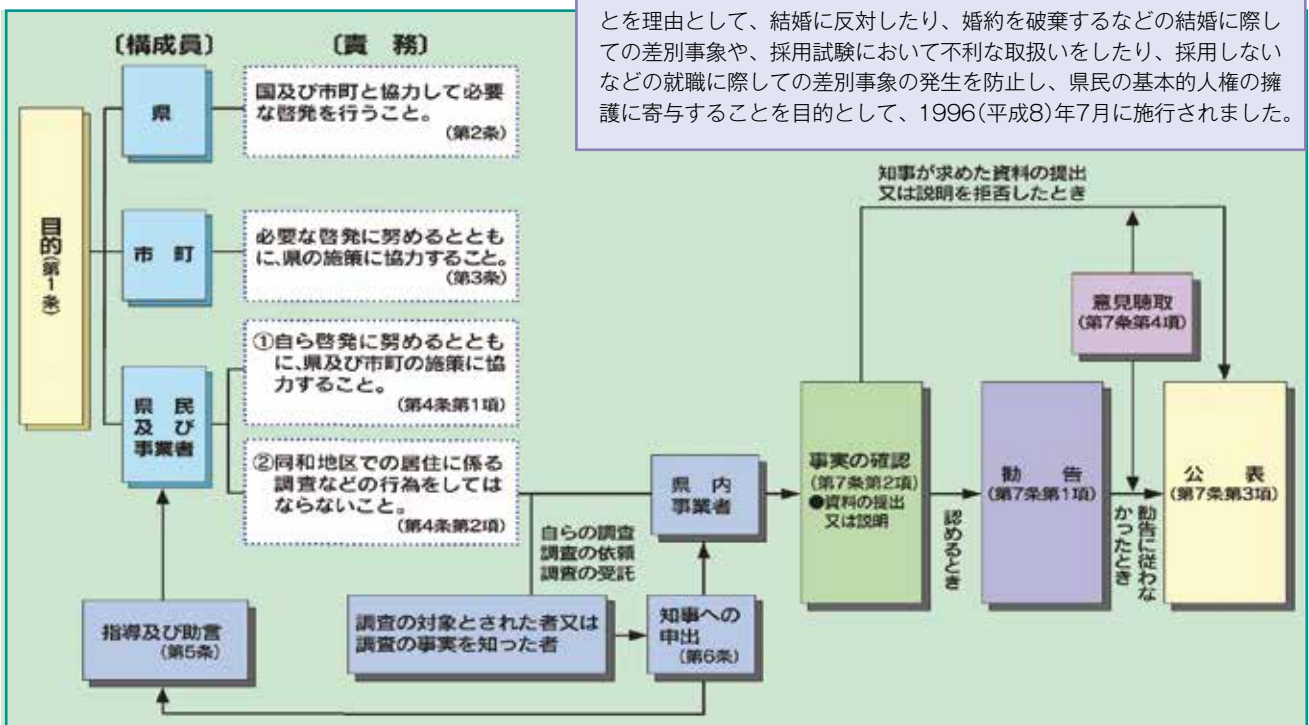 とを理由として、結婚に反対したり、婚約を破棄するなどの結婚に際し
ての差別事象や、採用試験において不利な取扱いをしたり、採用しない
などの就職に際しての差別事象の発生を防止し、県民の基本的人権の擁
護に寄与することを目的として、1996(平成8)年7月に施行されました。
〔構成員〕
〔責 務〕
目的(第1条)
県
国及び市町と協力して必要
な啓発を行うこと。
(第2条)
市 町
必要な啓発に努めるととも
に、県の施策に協力すること。
(第3条)
県 民
及 び
事業者
①自ら啓発に努めるととも
に、県及び市町の施策に協
力すること。
(第4条第1項)
②同和地区での居住に係る
調査などの行為をしては
ならないこと。
(第4条第2項)
自らの調査
調査の依頼
調査の受託
県 内
事業者
指導及び助言
(第5条)
調査の対象とされた者又は
調査の事実を知った者
知事への
申出
(第6条)
知事が求めた資料の提出
又は説明を拒否したとき
意見聴取
(第7条第4項)
事実の確認
(第7条第2項)
●資料の提出
又は説明
認めるとき
勧 告
(第7条第1項)
勧告に従わな
かったとき
公 表
(第7条第3項)